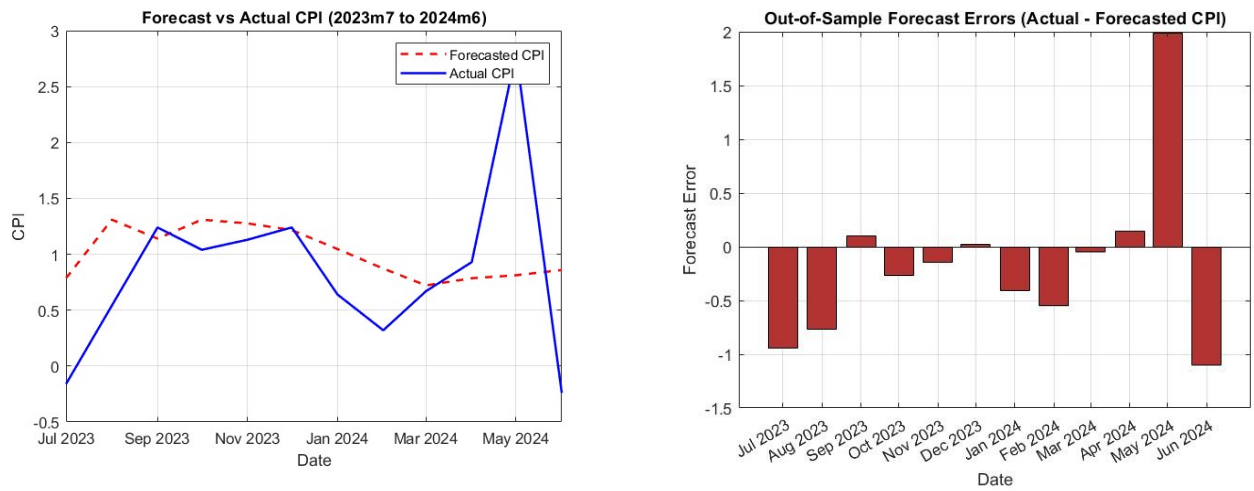 Forecast vs Actual CPI (2023m7 to 2024m6)
3
2.5
2
1.5
1
0.5
0
-0.5
CPI
Forecasted CPI
Actual CPI
Jul 2023 Sep 2023 Nov 2023 Jan 2024 Mar 2024 May 2024
Date
Out-of-Sample Forecast Errors (Actual - Forecasted CPI)
2
1.5
1
0.5
0
-0.5
-1
-1.5
Forecast Error
Jul 2023 Aug 2023 Sep 2023 Oct 2023 Nov 2023 Dec 2023 Jan 2024 Feb 2024 Mar 2024 Apr 2024 May 2024 Jun 2024
Date